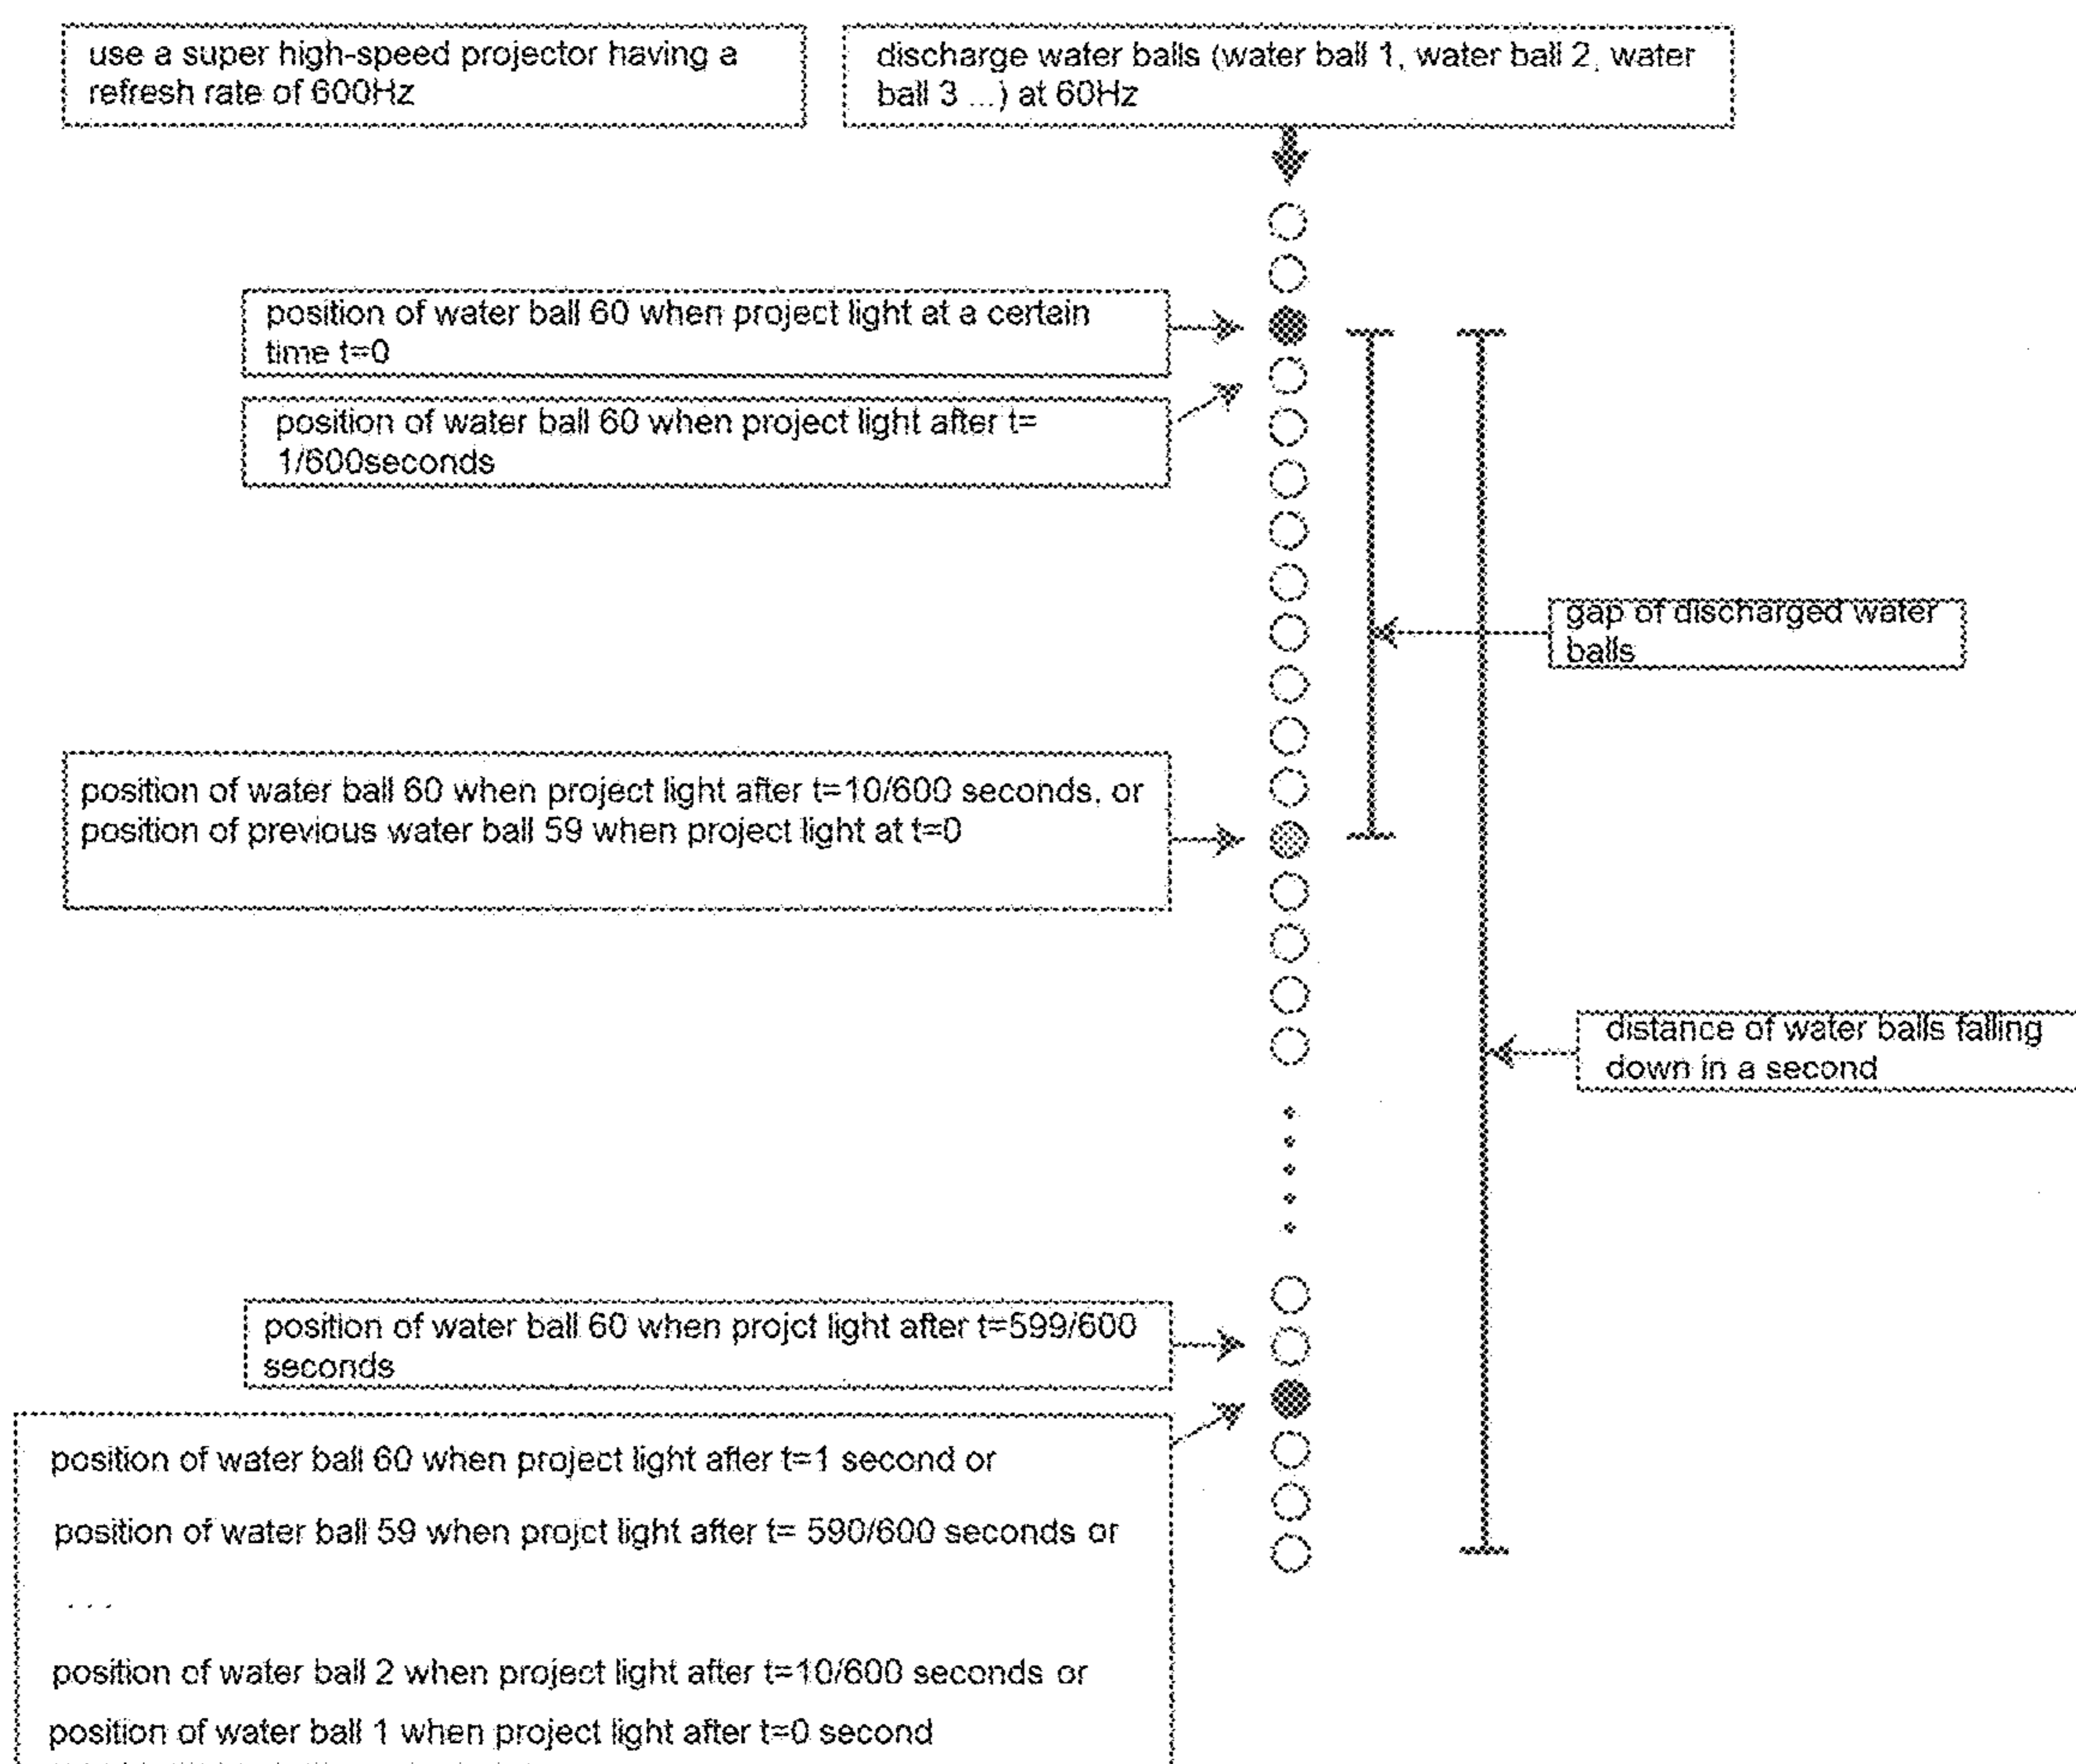 use a super high-speed projector having a
refresh rate of 600Hz
discharge water balls (water ball 1, water ball 2, water
ball 3 ...) at 60Hz
position of water ball 60 when project light at a certain
time t=0
position of water ball 60 when project light after t=
1/600seconds
gap of discharged water
balls
position of water ball 60 when project light after t=10/600 seconds, or
position of previous water ball 59 when project light at t=0
distance of water balls falling
down in a second
position of water ball 60 when projct light after t=599/600
seconds
position of water ball 60 when project light after t=1 second or
position of water ball 59 when projct light after t= 590/600 seconds or
...
position of water ball 2 when project light after t=10/600 seconds or
position of water ball 1 when project light after t=0 second